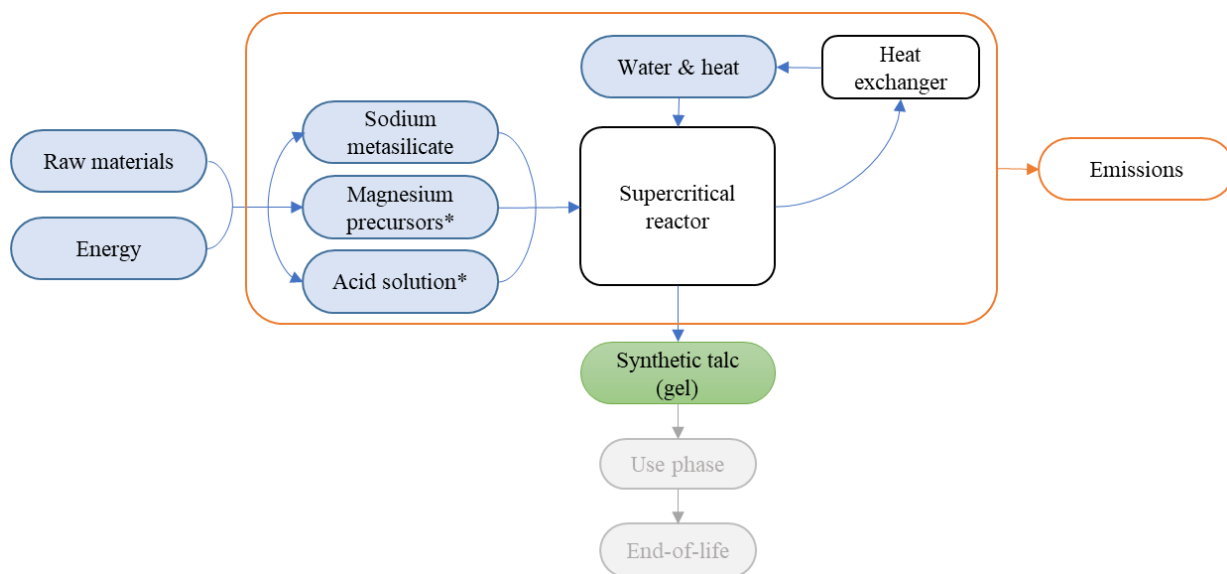 Water & heat
Heat
exchanger
Sodium
metasilicate
Raw materials
Magnesium
precursors*
Energy
Acid solution*
Supercritical
reactor
Emissions
Synthetic talc
(gel)
Use phase
End-of-life